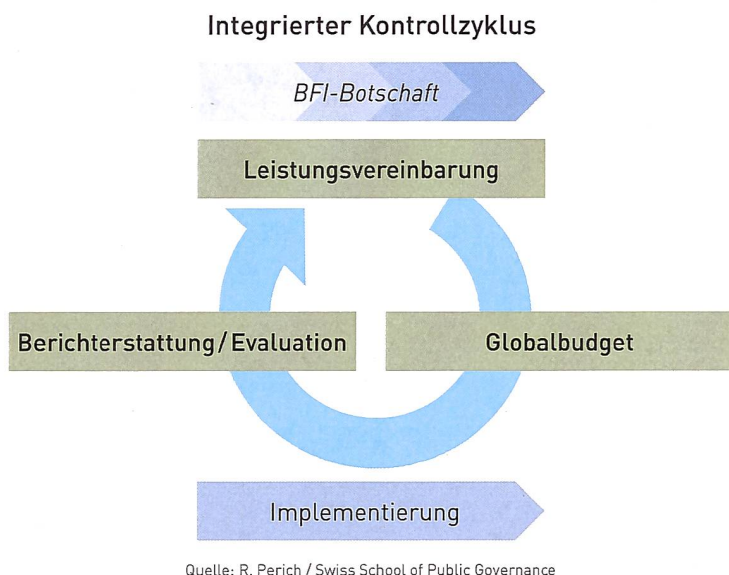 Integrierter Kontrollzyklus
BFI-Botschaft
Leistungsvereinbarung
Berichterstattung/Evaluation
Globalbudget
Implementierung
Quelle: R. Perich / Swiss School of Public Governance